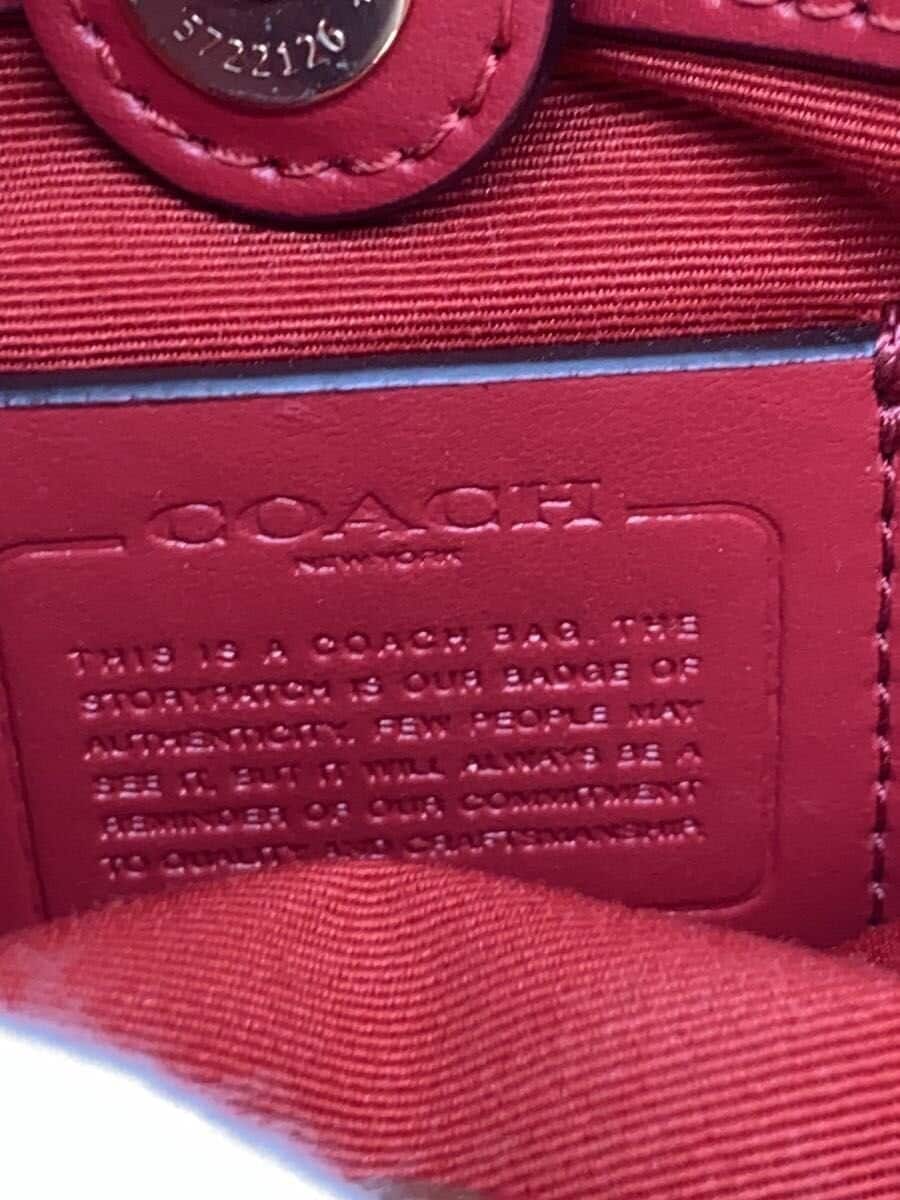 5722126
COACH
NEW YORK
THIS IS A COACH BAG. THE
STORYPATCH IS OUR BADGE OF
AUTHENTICITY. FEW PEOPLE MAY
SEE IT, BUT IT WILL ALWAYS BE A
REMINDER OF OUR COMMITMENT
TO QUALITY AND CRAFTSMANSHIP.